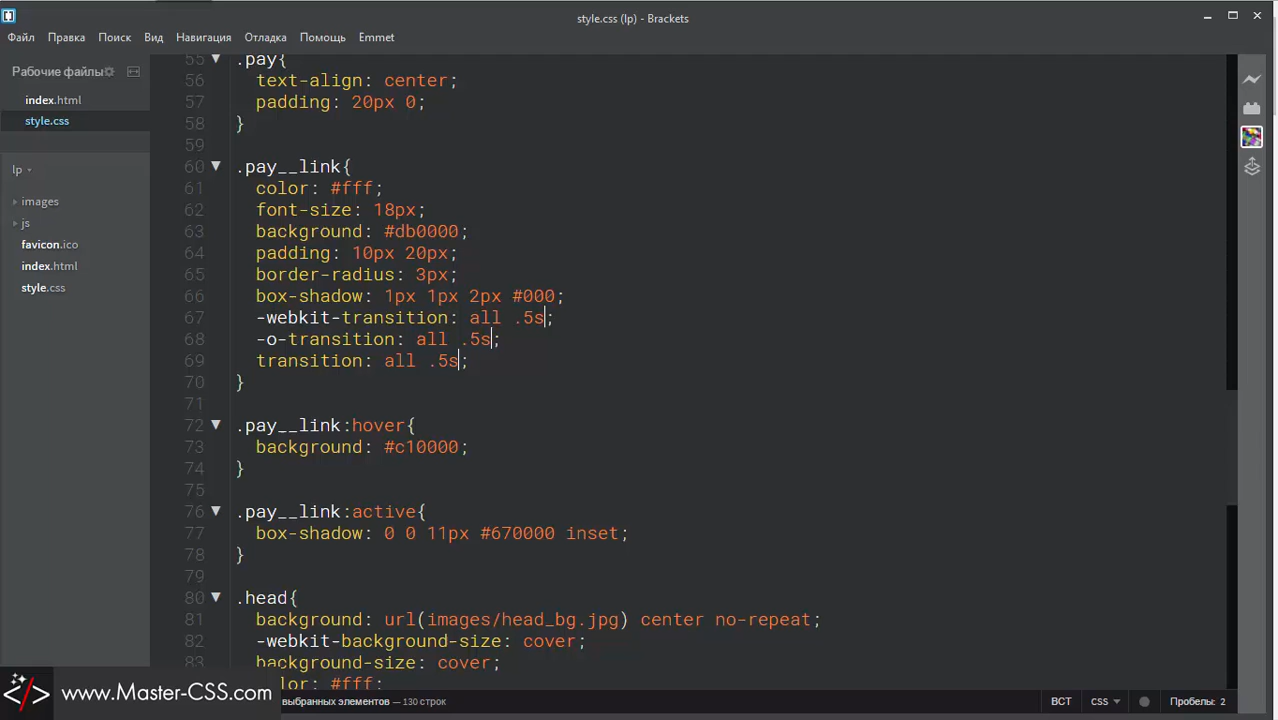 style.css (lp) - Brackets
Файл Правка Поиск Вид Навигация Отладка Помощь Emmet
Рабочие файлы
index.html
style.css
lp
images
js
favicon.ico
index.html
style.css
55 .pay{
56 text-align: center;
57 padding: 20px 0;
58 }
59
60 .pay__link{
61 color: #fff;
62 font-size: 18px;
63 background: #db0000;
64 padding: 10px 20px;
65 border-radius: 3px;
66 box-shadow: 1px 1px 2px #000;
67 -webkit-transition: all .5s;
68 -o-transition: all .5s;
69 transition: all .5s;
70 }
71
72 .pay__link:hover{
73 background: #c10000;
74 }
75
76 .pay__link:active{
77 box-shadow: 0 0 11px #670000 inset;
78 }
79
80 .head{
81 background: url(images/head_bg.jpg) center no-repeat;
82 -webkit-background-size: cover;
83 background-size: cover;
color: #fff;
www.Master-CSS.com
выбранных элементов — 130 строк
ВСТ CSS Пробелы: 2